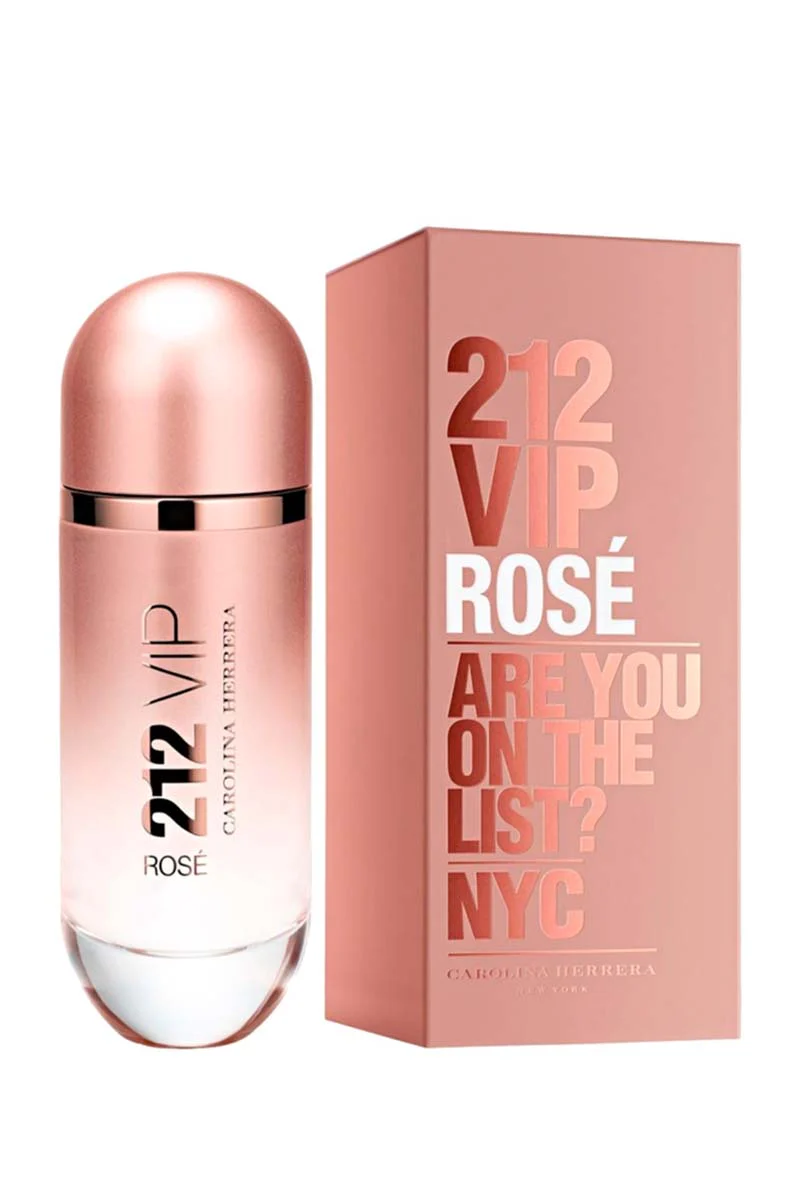 212 VIP
CAROLINA HERRERA
ROSÉ
212
VIP
ROSÉ
ARE YOU
ON THE
LIST?
NYC
CAROLINA HERRERA
NEW YORK